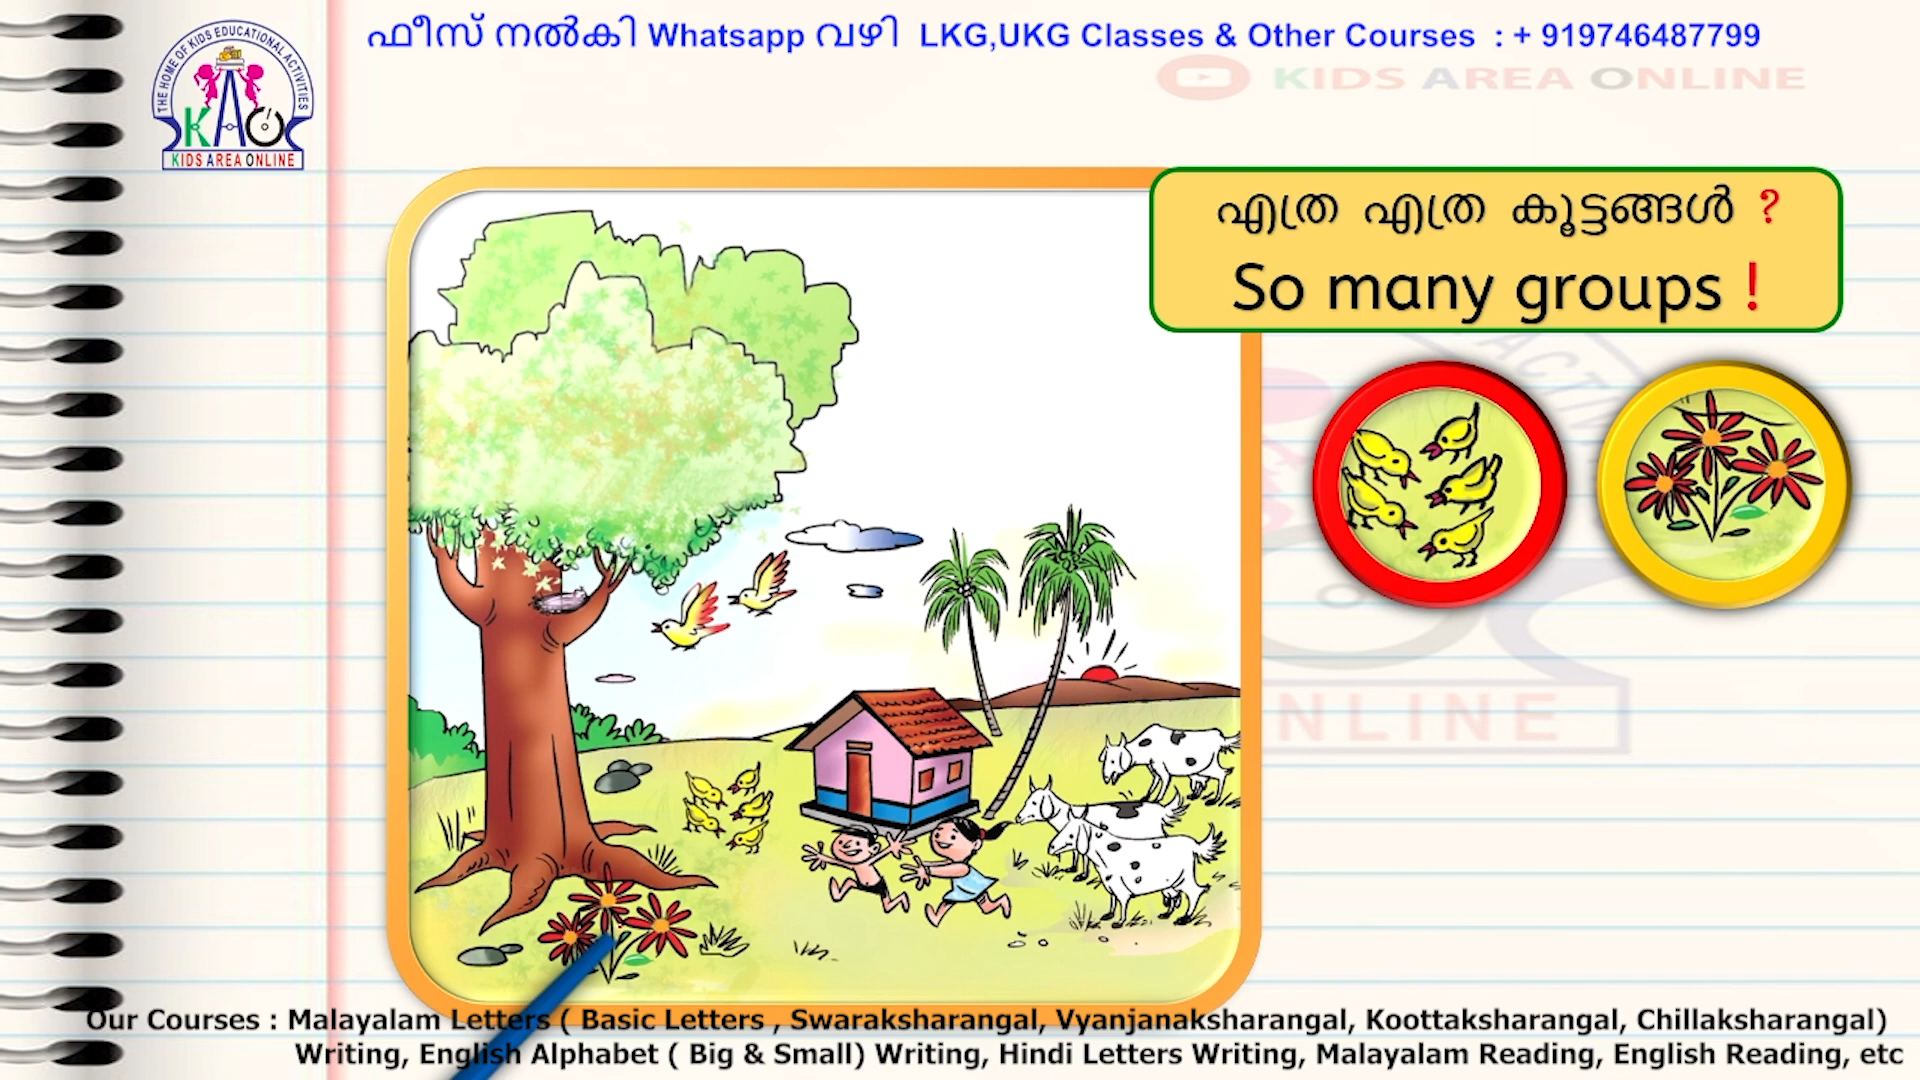 ഫീസ് നൽകി Whatsapp വഴി LKG,UKG Classes & Other Courses : + 919746487799
THE HOME OF KIDS EDUCATIONAL ACTIVITIES
KAO
KIDS AREA ONLINE
KIDS AREA ONLINE
എത്ര എത്ര കൂട്ടങ്ങൾ ?
So many groups !
NLINE
Our Courses : Malayalam Letters ( Basic Letters , Swaraksharangal, Vyanjanaksharangal, Koottaksharangal, Chillaksharangal)
Writing, English Alphabet ( Big & Small) Writing, Hindi Letters Writing, Malayalam Reading, English Reading, etc